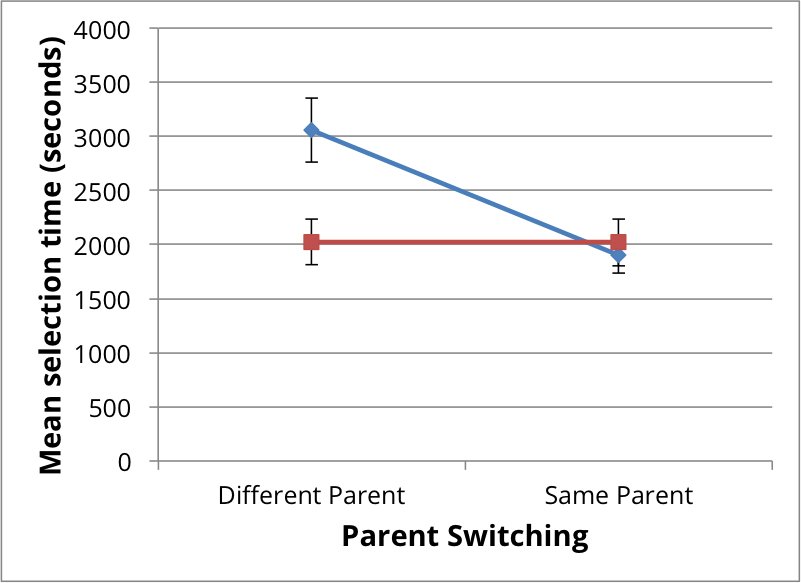 Mean selection time (seconds)
4000
3500
3000
2500
2000
1500
1000
500
0
Different Parent
Same Parent
Parent Switching